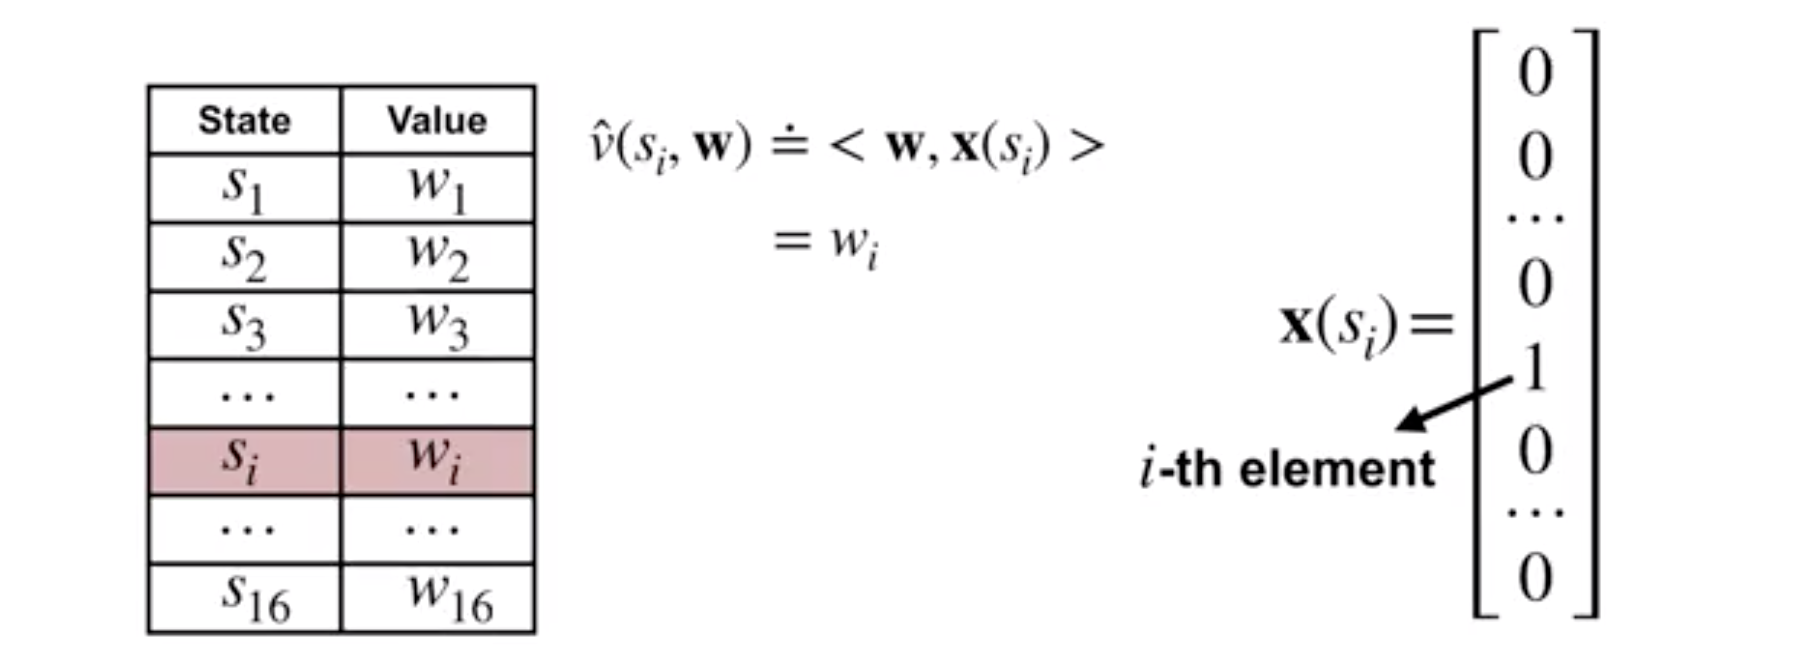 State Value
s₁ w₁
s₂ w₂
s₃ w₃
... ...
sᵢ wᵢ
... ...
s₁₆ w₁₆
v̂(sᵢ, w) ≐ < w, x(sᵢ) >
= wᵢ
x(sᵢ) =
0
0
...
0
1
0
...
0
i-th element